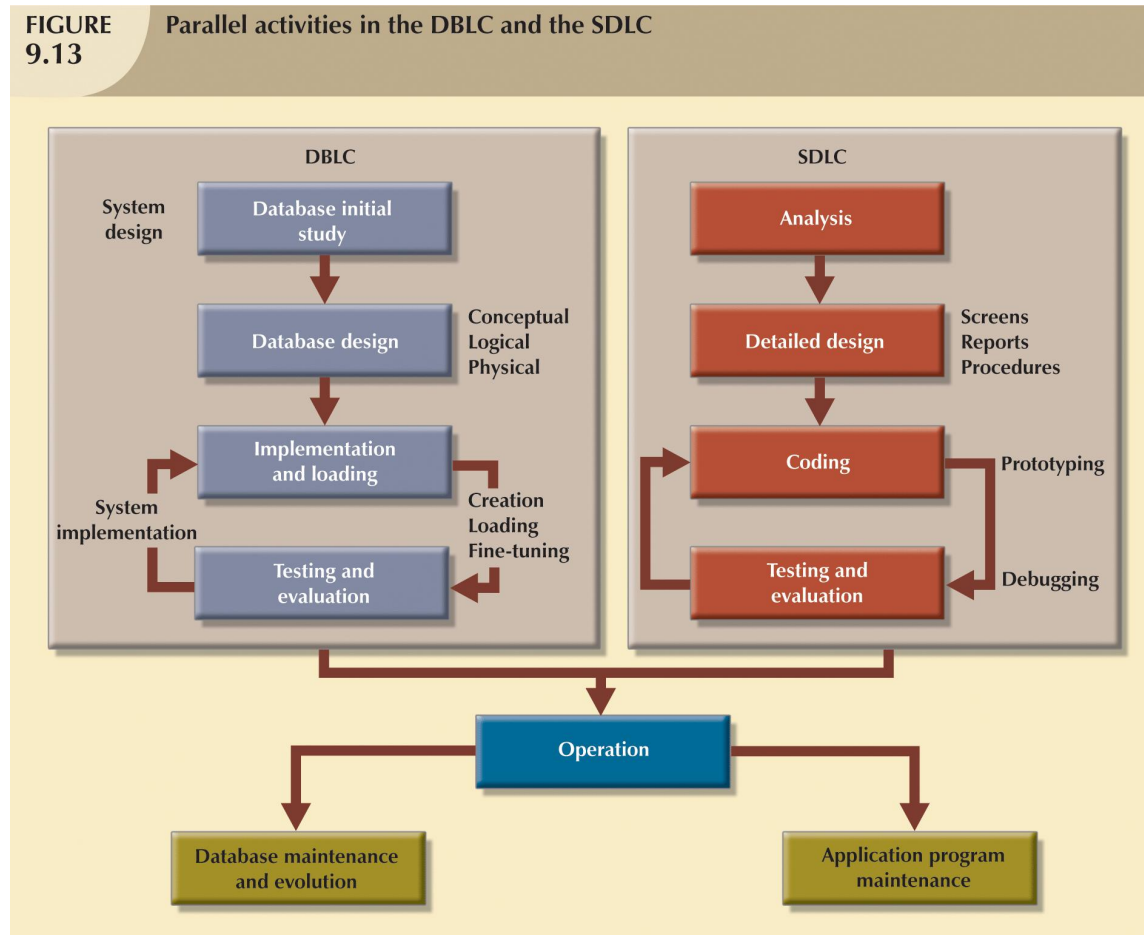 FIGURE
9.13
Parallel activities in the DBLC and the SDLC
DBLC
System
design
Database initial
study
Database design
Conceptual
Logical
Physical
Implementation
and loading
System
implementation
Creation
Loading
Fine-tuning
Testing and
evaluation
SDLC
Analysis
Detailed design
Screens
Reports
Procedures
Coding
Prototyping
Debugging
Testing and
evaluation
Operation
Database maintenance
and evolution
Application program
maintenance